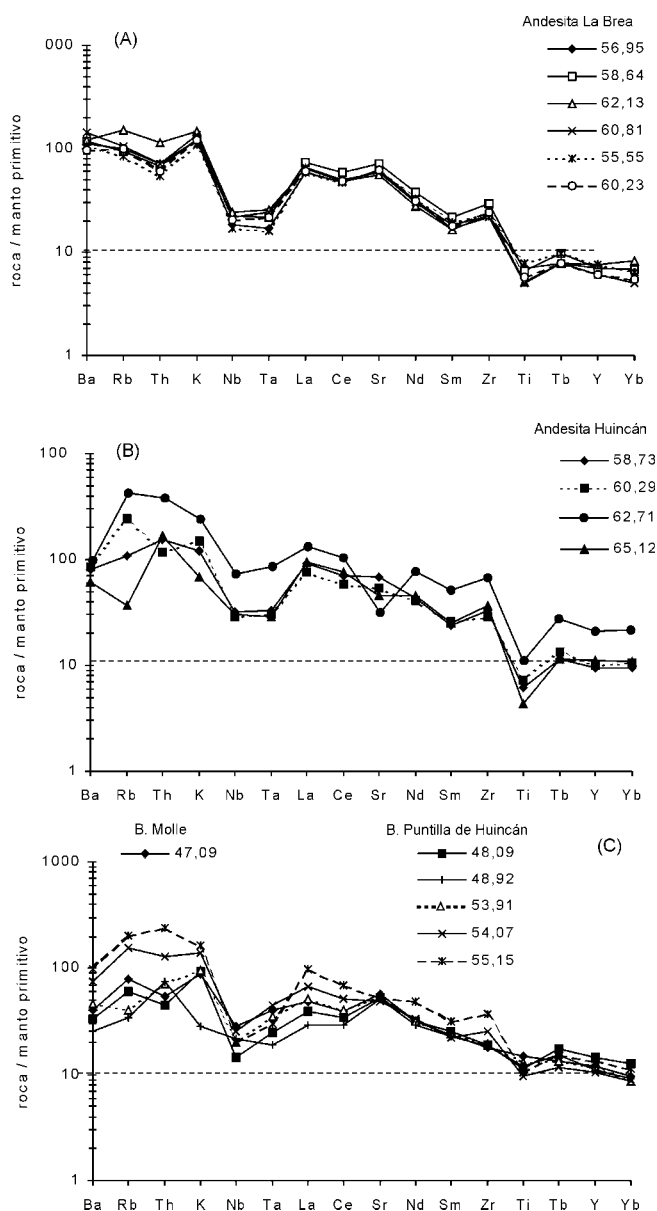 (A)
Andesita La Brea
56,95
58,64
62,13
60,81
55,55
60,23
roca / manto primitivo
000
100
10
1
Ba Rb Th K Nb Ta La Ce Sr Nd Sm Zr Ti Tb Y Yb
(B)
Andesita Huincán
58,73
60,29
62,71
65,12
roca / manto primitivo
100 0
100
10
1
Ba Rb Th K Nb Ta La Ce Sr Nd Sm Zr Ti Tb Y Yb
B. Molle
47,09
B. Puntilla de Huincán
48,09
48,92
53,91
54,07
55,15
(C)
roca / manto primitivo
1000
100
10
1
Ba Rb Th K Nb Ta La Ce Sr Nd Sm Zr Ti Tb Y Yb